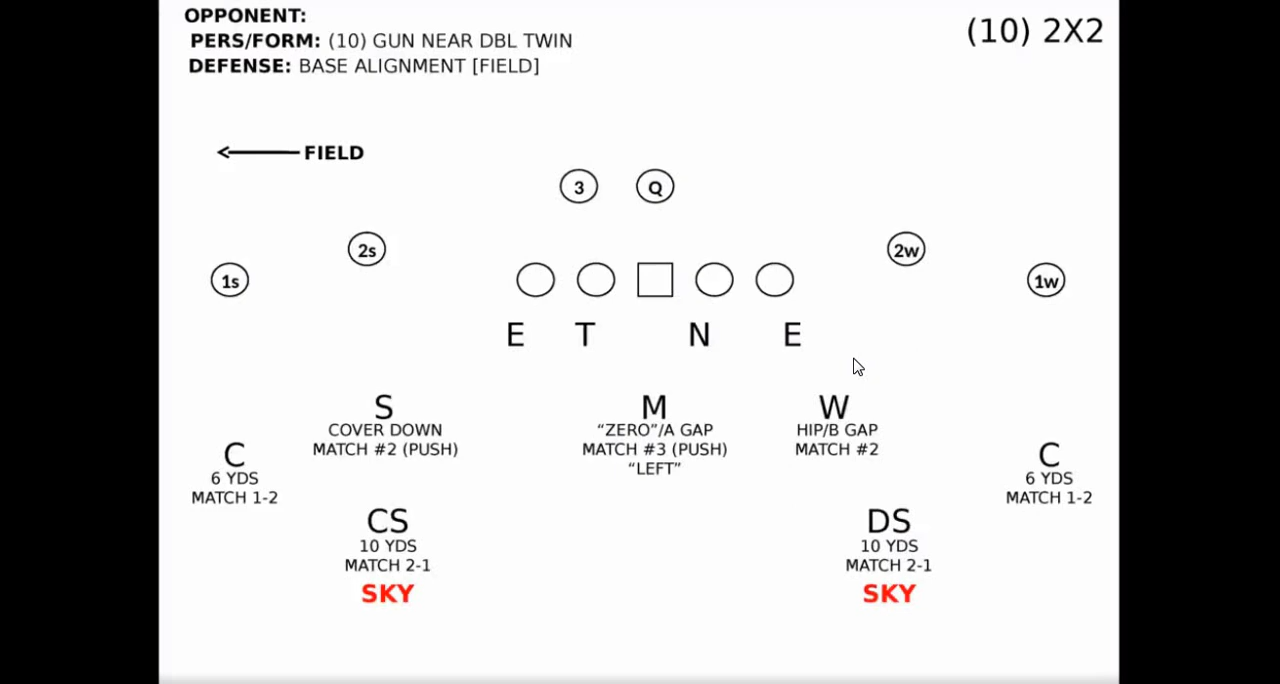 OPPONENT:
PERS/FORM: (10) GUN NEAR DBL TWIN
DEFENSE: BASE ALIGNMENT [FIELD]
(10) 2X2
FIELD
3
Q
2s
2w
1s
1w
E
T
N
E
S
COVER DOWN
MATCH #2 (PUSH)
M
"ZERO"/A GAP
MATCH #3 (PUSH)
"LEFT"
W
HIP/B GAP
MATCH #2
C
6 YDS
MATCH 1-2
C
6 YDS
MATCH 1-2
CS
10 YDS
MATCH 2-1
SKY
DS
10 YDS
MATCH 2-1
SKY